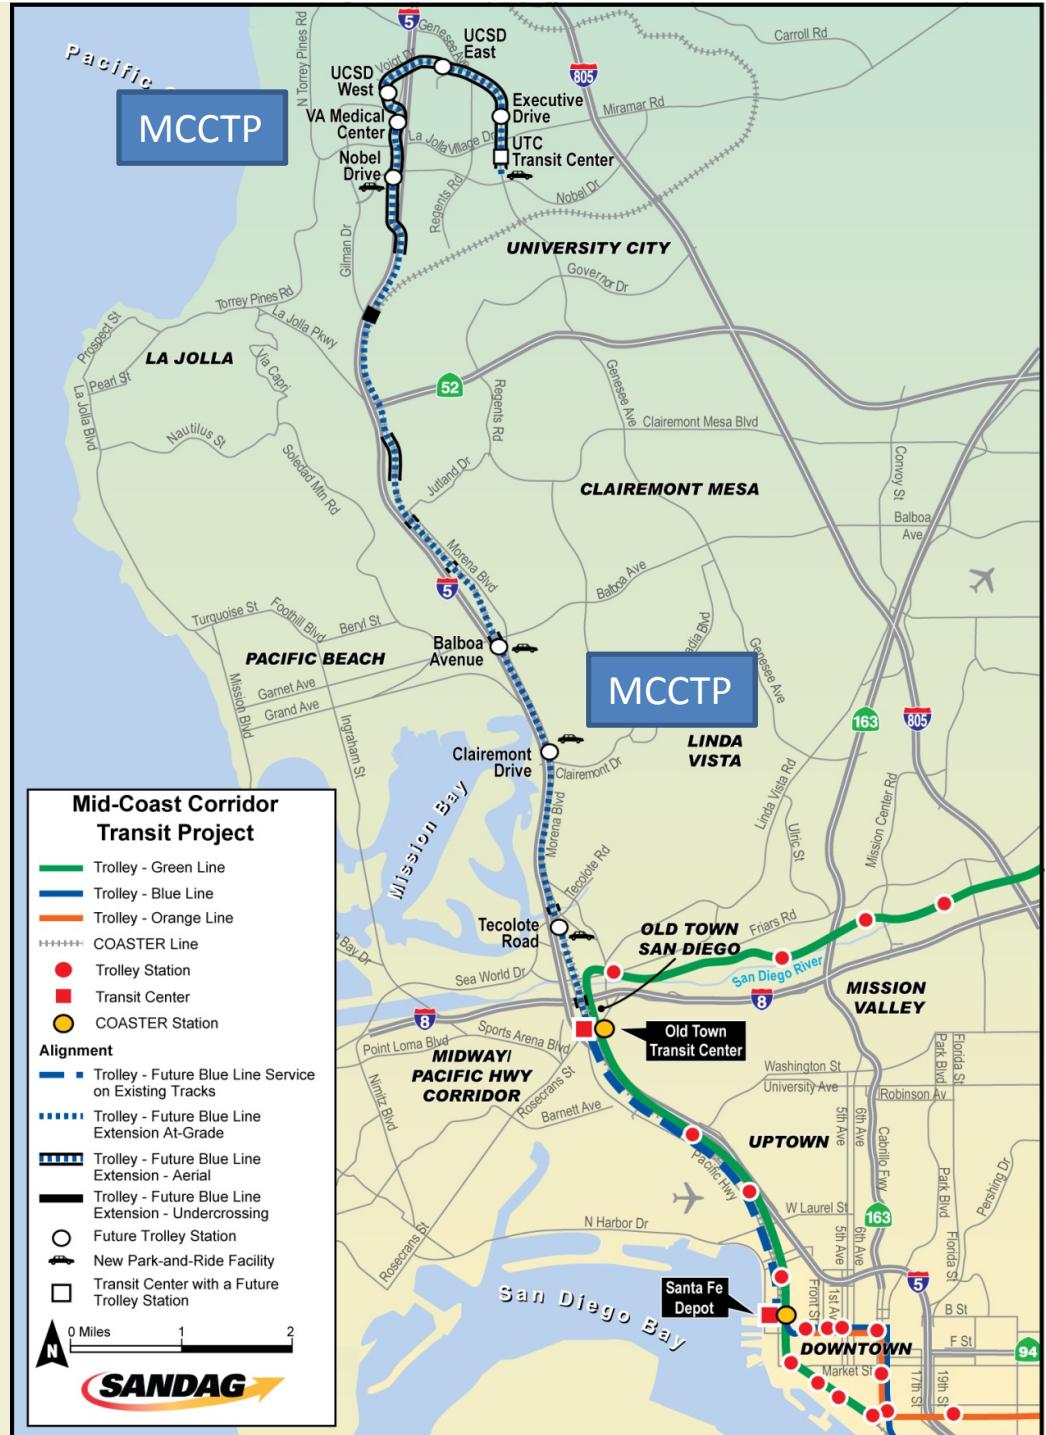 Pacific
MCCTP
5
Genesee Ave
UCSD
East
Carroll Rd
805
N Torrey Pines Rd
Voigt Dr
UCSD
West
Executive
Drive
Miramar Rd
VA Medical
Center
La Jolla Village Dr
UTC
Transit Center
Nobel
Drive
Regents Rd
Nobel Dr
Gilman Dr
UNIVERSITY CITY
Governor Dr
Torrey Pines Rd
La Jolla Pkwy
Prospect St
LA JOLLA
Via Capri
Pearl St
La Jolla Blvd
52
Regents Rd
Genesee Ave
Clairemont Mesa Blvd
Nautilus St
Soledad Mtn Rd
Jutland Dr
Convoy St
CLAIREMONT MESA
Balboa
Ave
Morena Blvd
5
Balboa Ave
Turquoise St
Foothill Blvd
Beryl St
Balboa
Avenue
PACIFIC BEACH
Garnet Ave
Grand Ave
Mission Blvd
Ingraham St
adia Blvd
Genesee Ave
MCCTP
163
805
LINDA
VISTA
Clairemont
Drive
Clairemont Dr
Mission Bay
Morena Blvd
Linda Vista Rd
Ulric St
Mission Center Rd
Tecolote Rd
Tecolote
Road
OLD TOWN
SAN DIEGO
Friars Rd
San Diego River
Bay Dr
Sea World Dr
8
MISSION
VALLEY
8
Sports Arena Blvd
Point Loma Blvd
Old Town
Transit Center
MIDWAY/
PACIFIC HWY
CORRIDOR
Nimitz Blvd
Rosecrans St
Barnett Ave
Washington St
University Ave
Park Blvd
Florida St
Robinson Av
5th Ave
6th Ave
Cabrillo Fwy
UPTOWN
Pacific Hwy
Park Blvd
Pershing Dr
W Laurel St
163
N Harbor Dr
5th Ave
6th Ave
Florida St
Rosecrans St
Santa Fe
Depot
5
San Diego Bay
Front St
1st Av
B St
F St
94
DOWNTOWN
Market St
17th St
19th St
Mid-Coast Corridor
Transit Project
Trolley - Green Line
Trolley - Blue Line
Trolley - Orange Line
COASTER Line
Trolley Station
Transit Center
COASTER Station
Alignment
Trolley - Future Blue Line Service
on Existing Tracks
Trolley - Future Blue Line
Extension At-Grade
Trolley - Future Blue Line
Extension - Aerial
Trolley - Future Blue Line
Extension - Undercrossing
Future Trolley Station
New Park-and-Ride Facility
Transit Center with a Future
Trolley Station
N
0 Miles 1 2
SANDAG